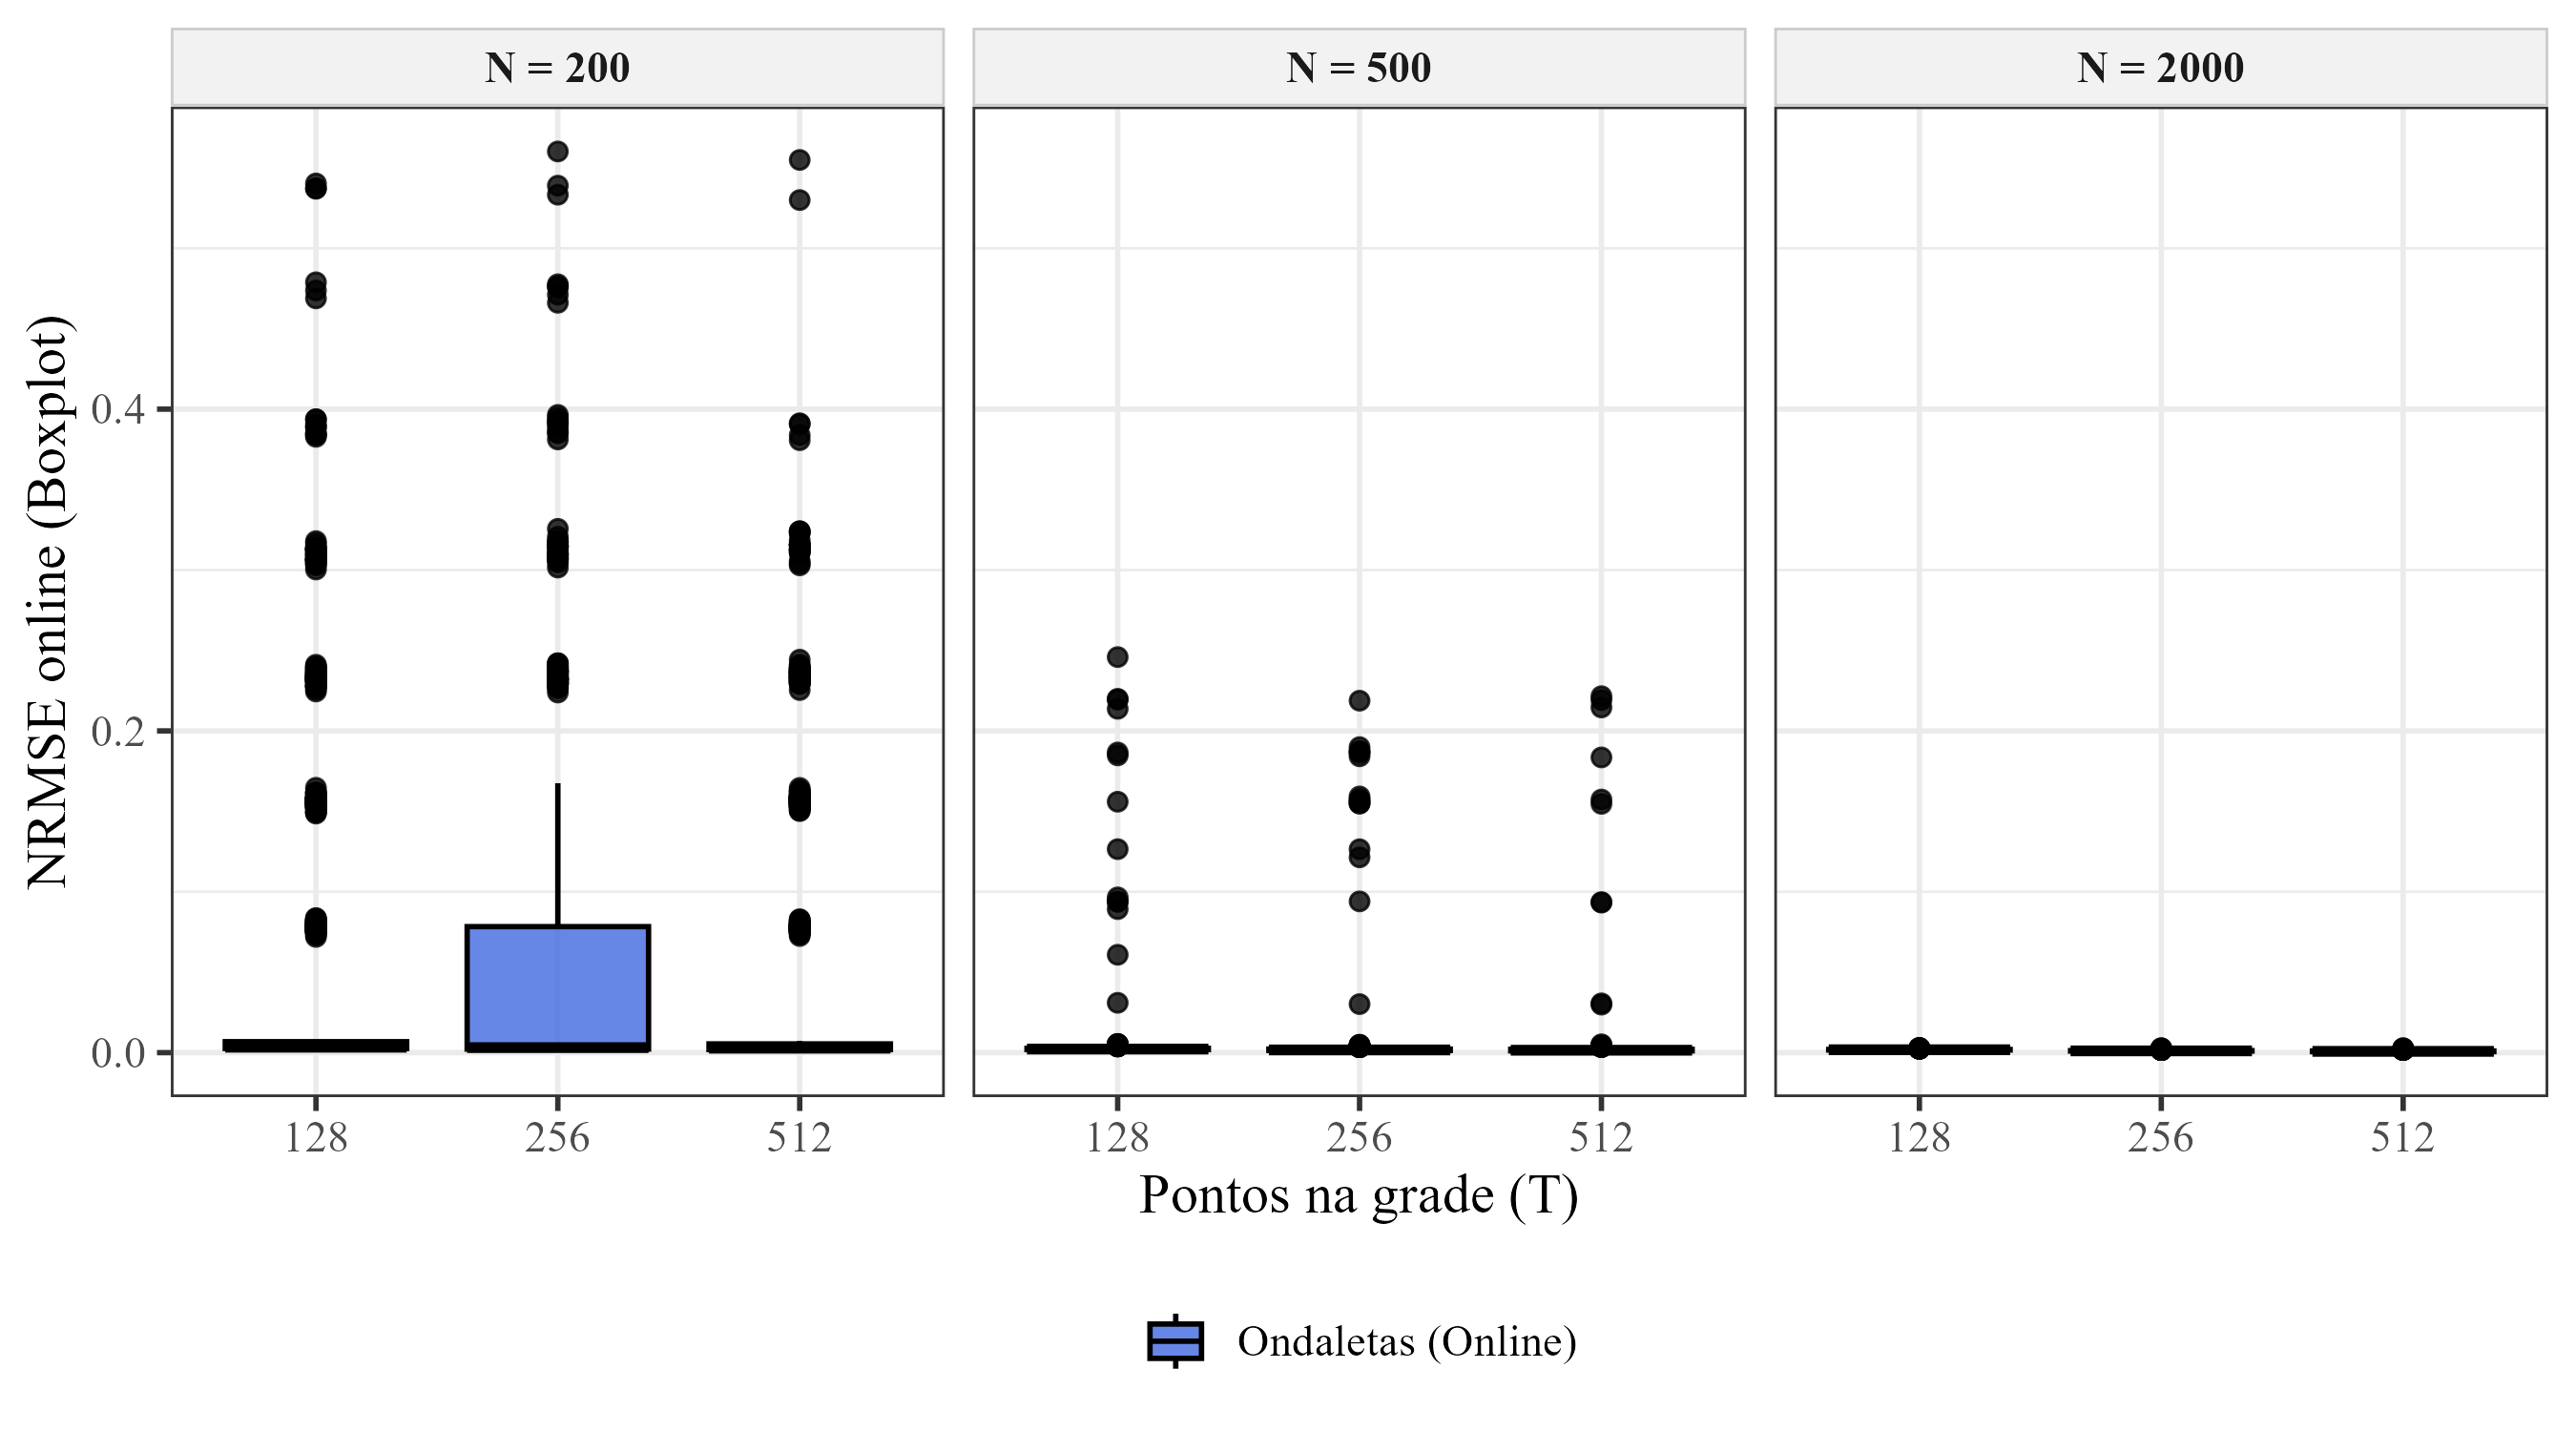 N = 200
N = 500
N = 2000
NRMSE online (Boxplot)
0.4
0.2
0.0
128 256 512 128 256 512 128 256 512
Pontos na grade (T)
Ondaletas (Online)